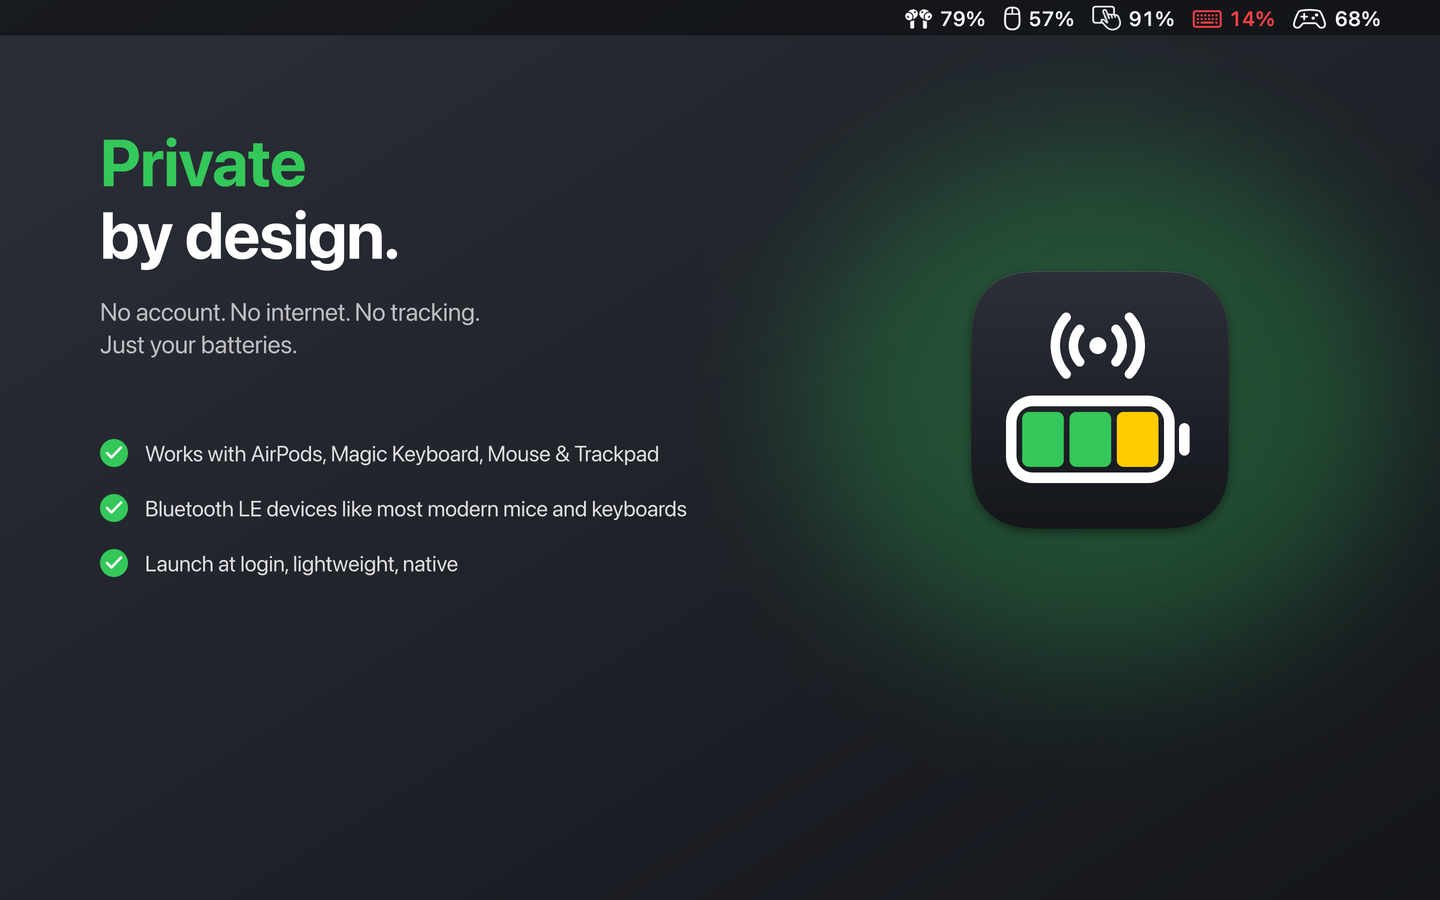 79% 57% 91% 14% 68%
Private
by design.
No account. No internet. No tracking.
Just your batteries.
Works with AirPods, Magic Keyboard, Mouse & Trackpad
Bluetooth LE devices like most modern mice and keyboards
Launch at login, lightweight, native